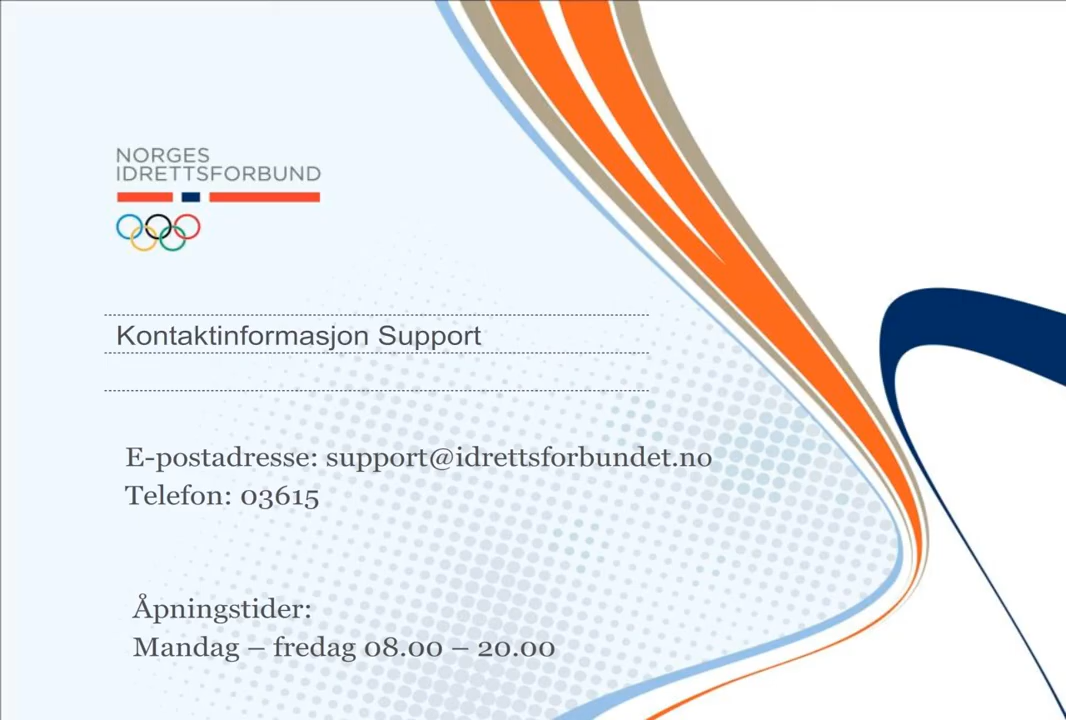 NORGES
IDRETTSFORBUND
Kontaktinformasjon Support
E-postadresse: support@idrettsforbundet.no
Telefon: 03615
Åpningstider:
Mandag – fredag 08.00 – 20.00